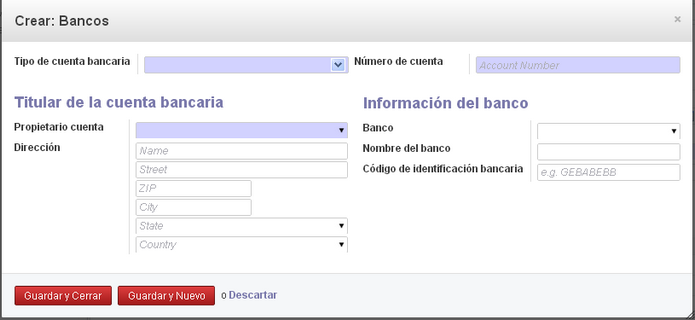 Crear: Bancos
×
Tipo de cuenta bancaria
Número de cuenta
Account Number
Titular de la cuenta bancaria
Información del banco
Propietario cuenta
Banco
Dirección
Name
Nombre del banco
Street
Código de identificación bancaria
e.g. GEBABEBB
ZIP
City
State
Country
Guardar y Cerrar
Guardar y Nuevo
o Descartar